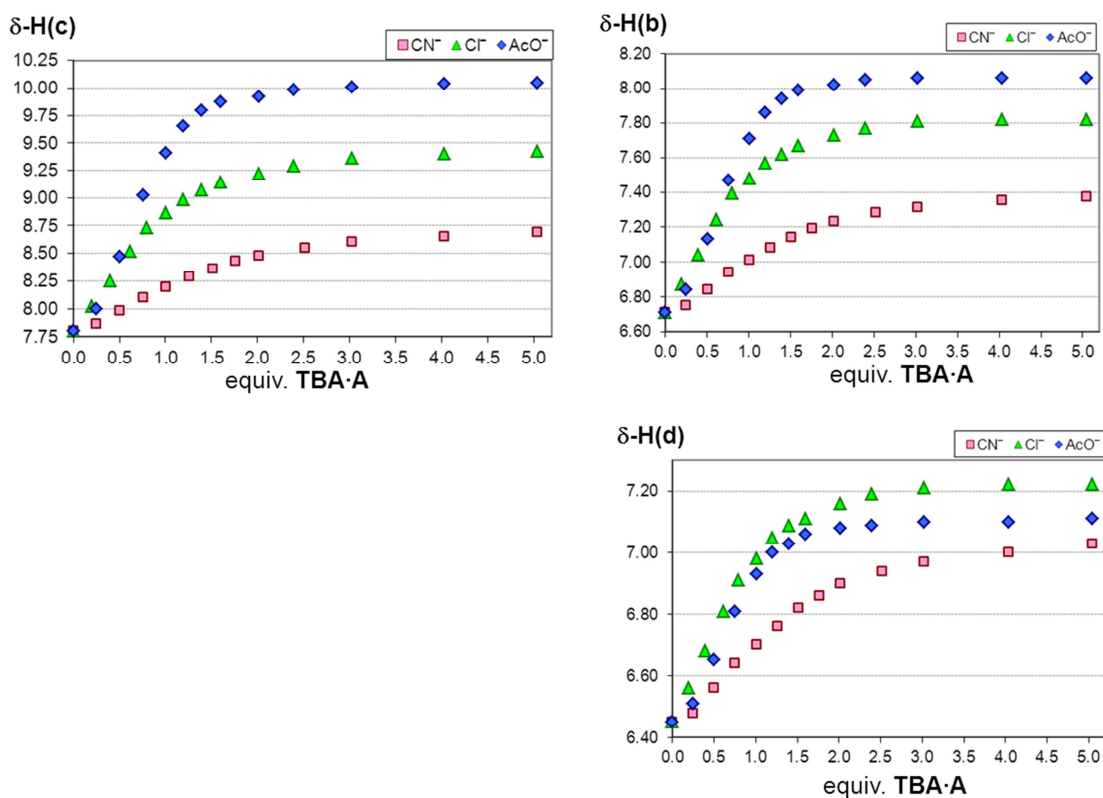 δ-H(c)
CN⁻ Cl⁻ AcO⁻
10.25
10.00
9.75
9.50
9.25
9.00
8.75
8.50
8.25
8.00
7.75
0.0 0.5 1.0 1.5 2.0 2.5 3.0 3.5 4.0 4.5 5.0
equiv. TBA·A
δ-H(b)
CN⁻ Cl⁻ AcO⁻
8.20
8.00
7.80
7.60
7.40
7.20
7.00
6.80
6.60
0.0 0.5 1.0 1.5 2.0 2.5 3.0 3.5 4.0 4.5 5.0
equiv. TBA·A
δ-H(d)
CN⁻ Cl⁻ AcO⁻
7.20
7.00
6.80
6.60
6.40
0.0 0.5 1.0 1.5 2.0 2.5 3.0 3.5 4.0 4.5 5.0
equiv. TBA·A